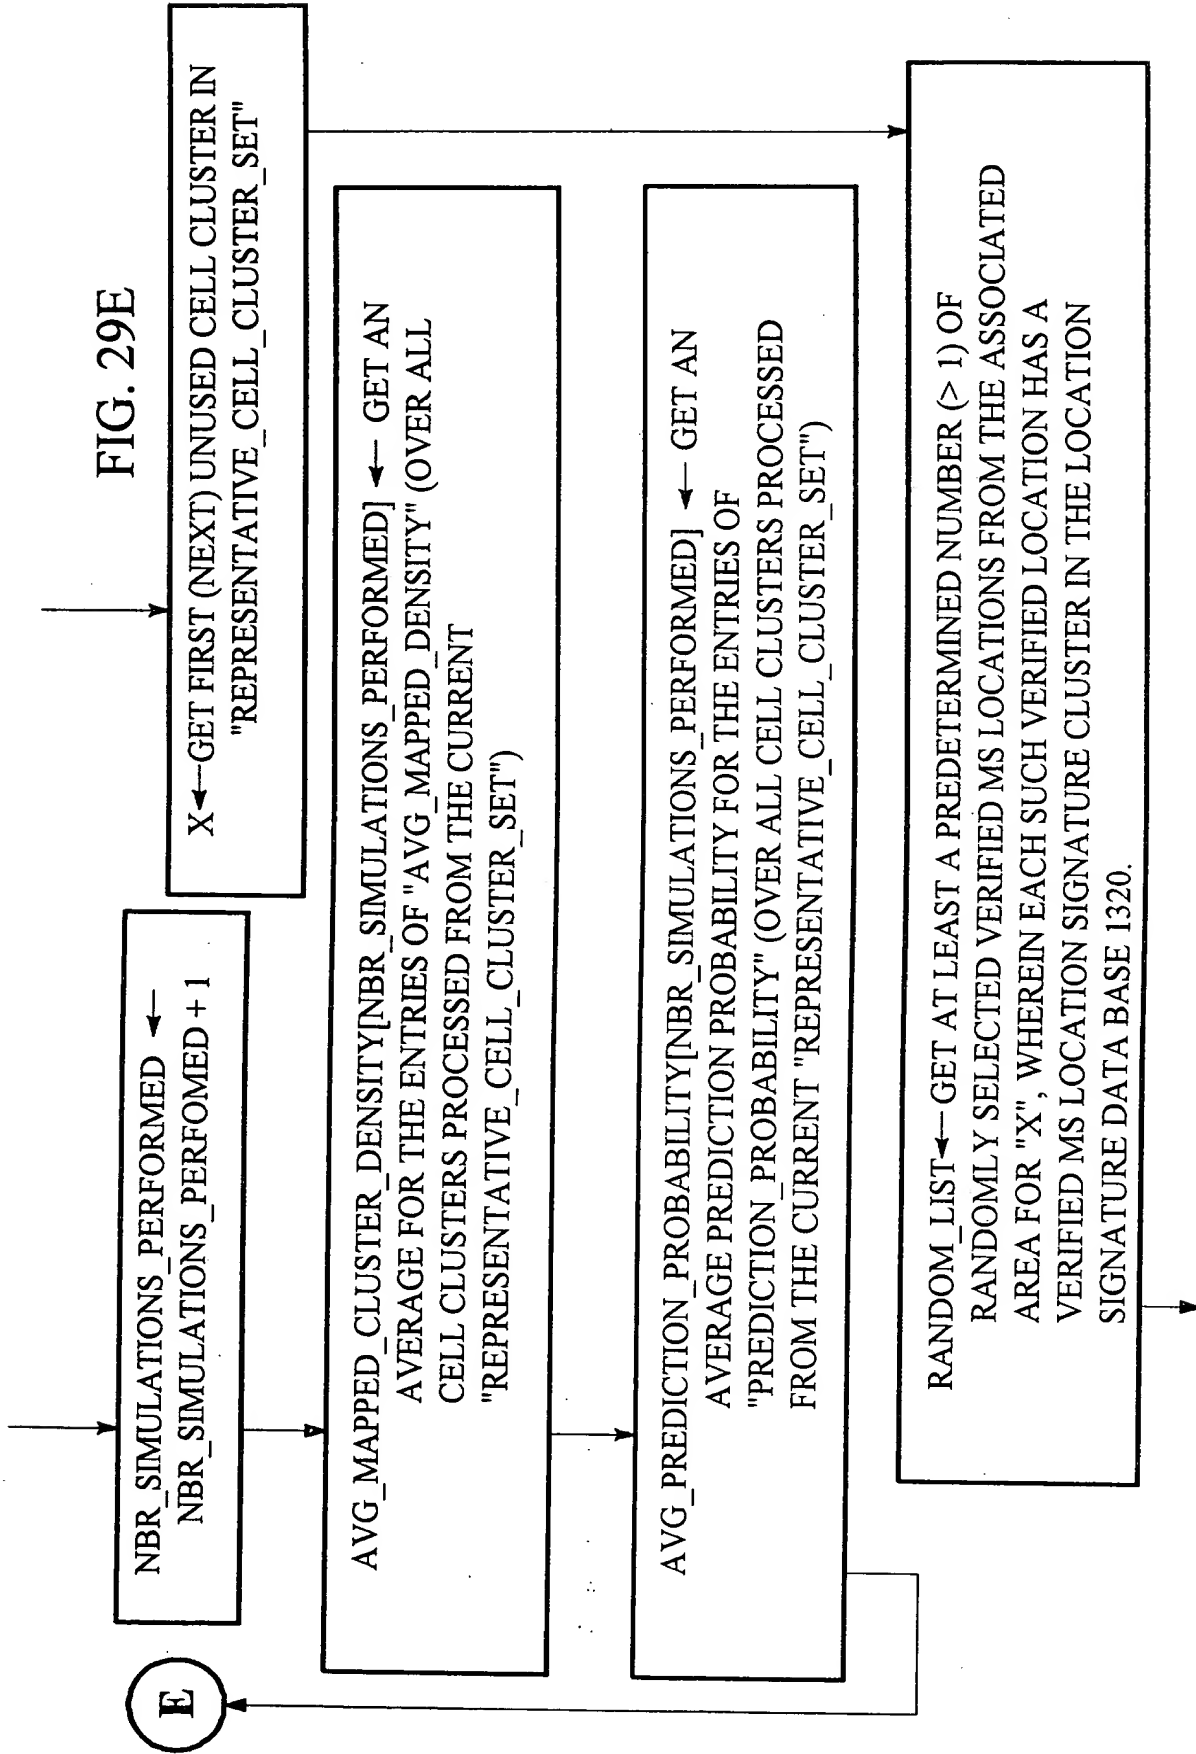 FIG. 29E
NBR_SIMULATIONS_PERFORMED ←
NBR_SIMULATIONS_PERFOMED + 1
X←GET FIRST (NEXT) UNUSED CELL CLUSTER IN
"REPRESENTATIVE_CELL_CLUSTER_SET"
E
AVG_MAPPED_CLUSTER_DENSITY[NBR_SIMULATIONS_PERFORMED] ← GET AN
AVERAGE FOR THE ENTRIES OF "AVG_MAPPED_DENSITY" (OVER ALL
CELL CLUSTERS PROCESSED FROM THE CURRENT
"REPRESENTATIVE_CELL_CLUSTER_SET")
AVG_PREDICTION_PROBABILITY[NBR_SIMULATIONS_PERFORMED] ← GET AN
AVERAGE PREDICTION PROBABILITY FOR THE ENTRIES OF
"PREDICTION_PROBABILITY" (OVER ALL CELL CLUSTERS PROCESSED
FROM THE CURRENT "REPRESENTATIVE_CELL_CLUSTER_SET")
RANDOM_LIST←GET AT LEAST A PREDETERMINED NUMBER (> 1) OF
RANDOMLY SELECTED VERIFIED MS LOCATIONS FROM THE ASSOCIATED
AREA FOR "X", WHEREIN EACH SUCH VERIFIED LOCATION HAS A
VERIFIED MS LOCATION SIGNATURE CLUSTER IN THE LOCATION
SIGNATURE DATA BASE 1320.